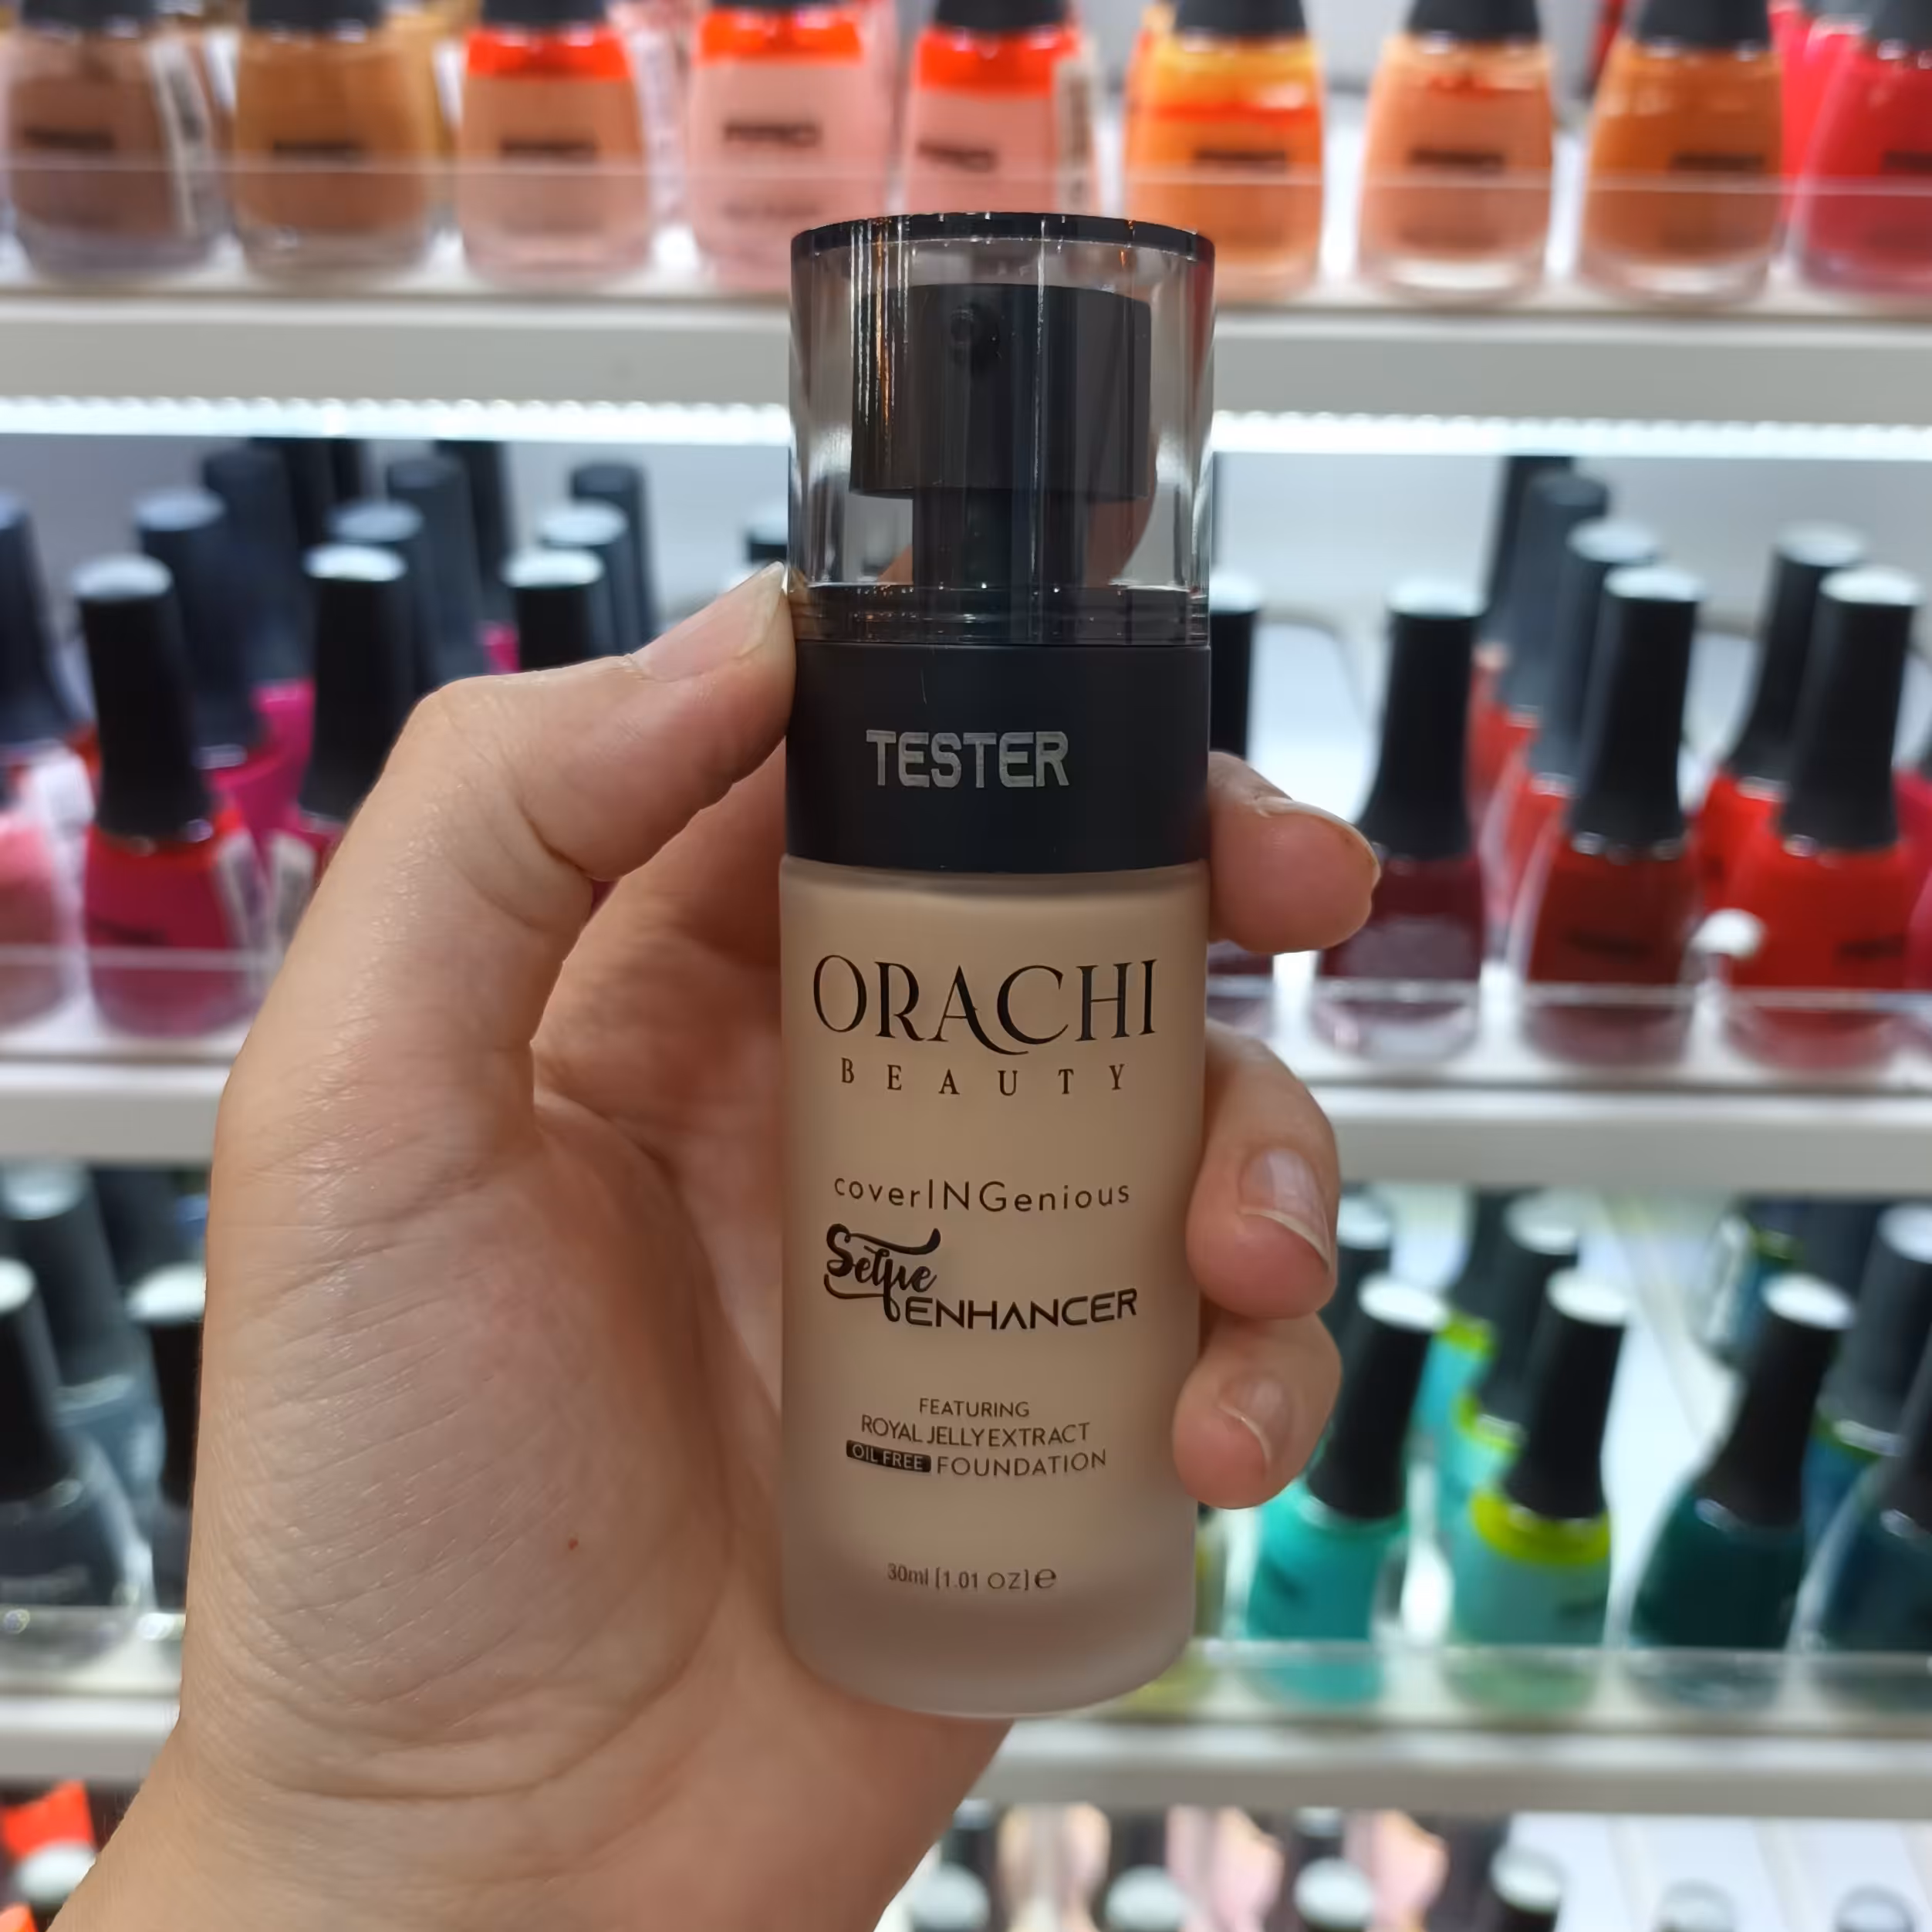 TESTER
ORACHI
BEAUTY
coverINGenious
Selfie
ENHANCER
FEATURING
ROYAL JELLY EXTRACT
OIL FREE FOUNDATION
30ml [1.01 OZ] e